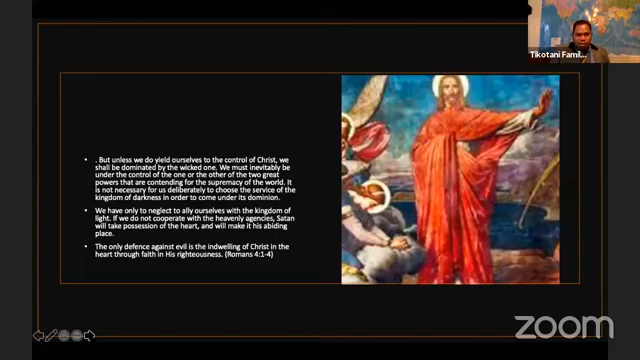 Tikotani Famil...
. But unless we do yield ourselves to the control of Christ, we
shall be dominated by the wicked one. We must inevitably be
under the control of the one or the other of the two great
powers that are contending for the supremacy of the world. It
is not necessary for us deliberately to choose the service of the
kingdom of darkness in order to come under its dominion.
We have only to neglect to ally ourselves with the kingdom of
light. If we do not cooperate with the heavenly agencies, Satan
will take possession of the heart, and will make it his abiding
place.
The only defence against evil is the indwelling of Christ in the
heart through faith in His righteousness. (Romans 4:1-4)
zoom